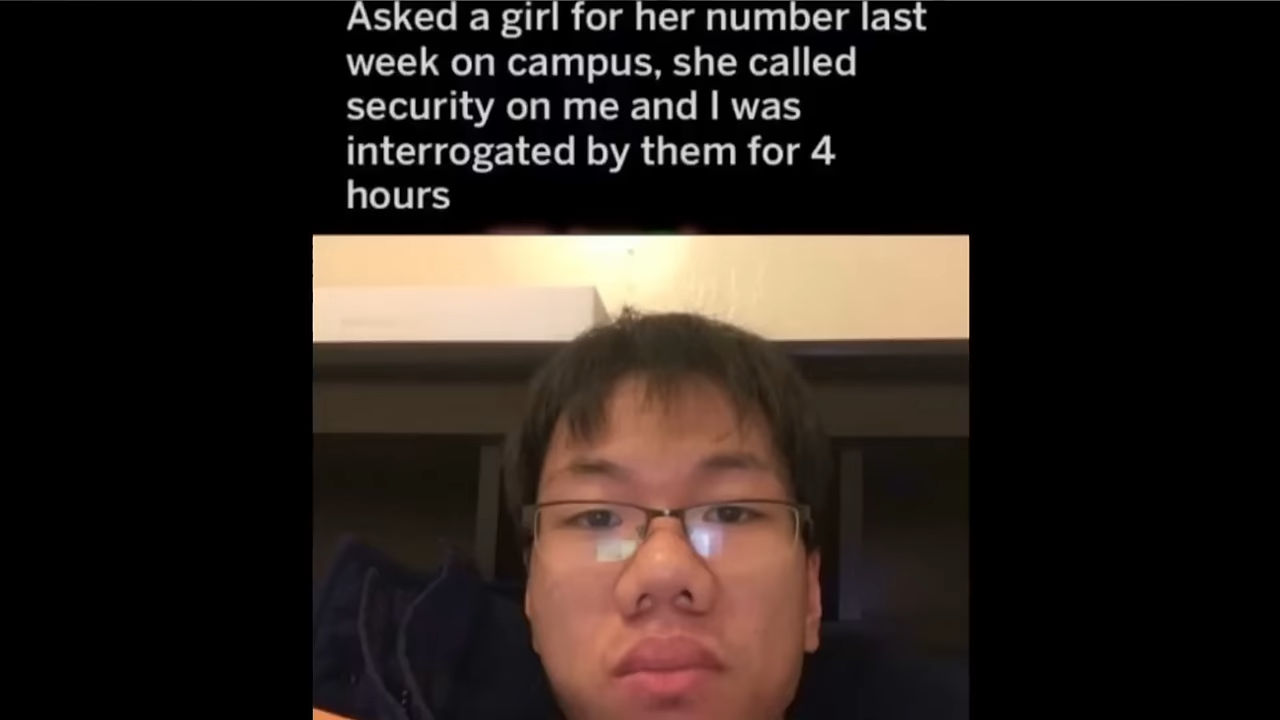 Asked a girl for her number last
week on campus, she called
security on me and I was
interrogated by them for 4
hours